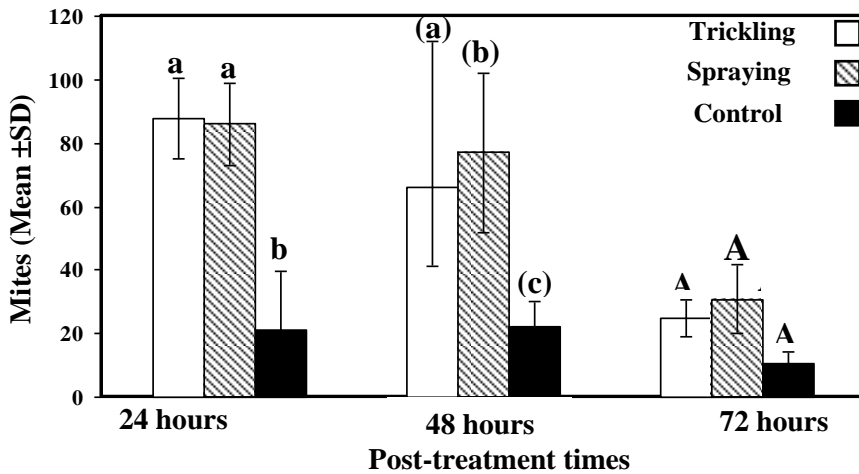 120
100
80
60
40
20
0
Mites (Mean ±SD)
a
a
b
(a)
(b)
(c)
A
A
A
Trickling
Spraying
Control
24 hours
48 hours
72 hours
Post-treatment times